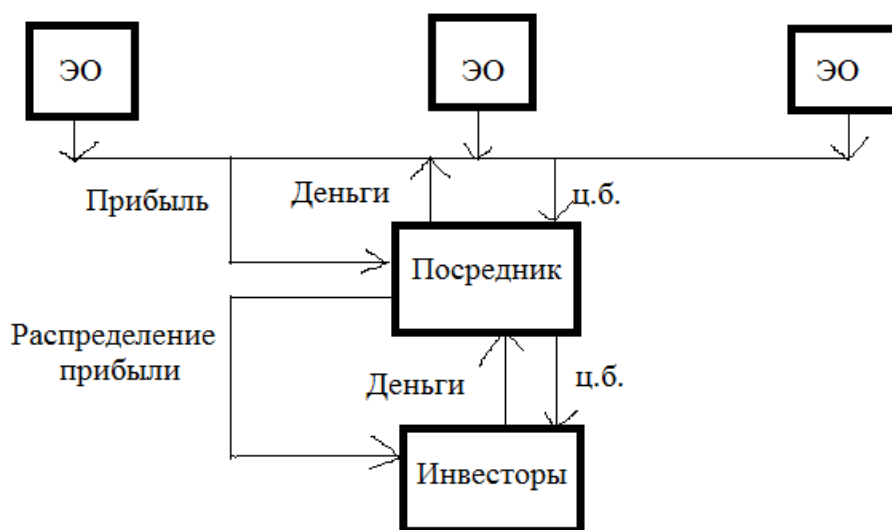 ЭО
ЭО
ЭО
Прибыль
Деньги
ц.б.
Посредник
Распределение
прибыли
Деньги
ц.б.
Инвесторы